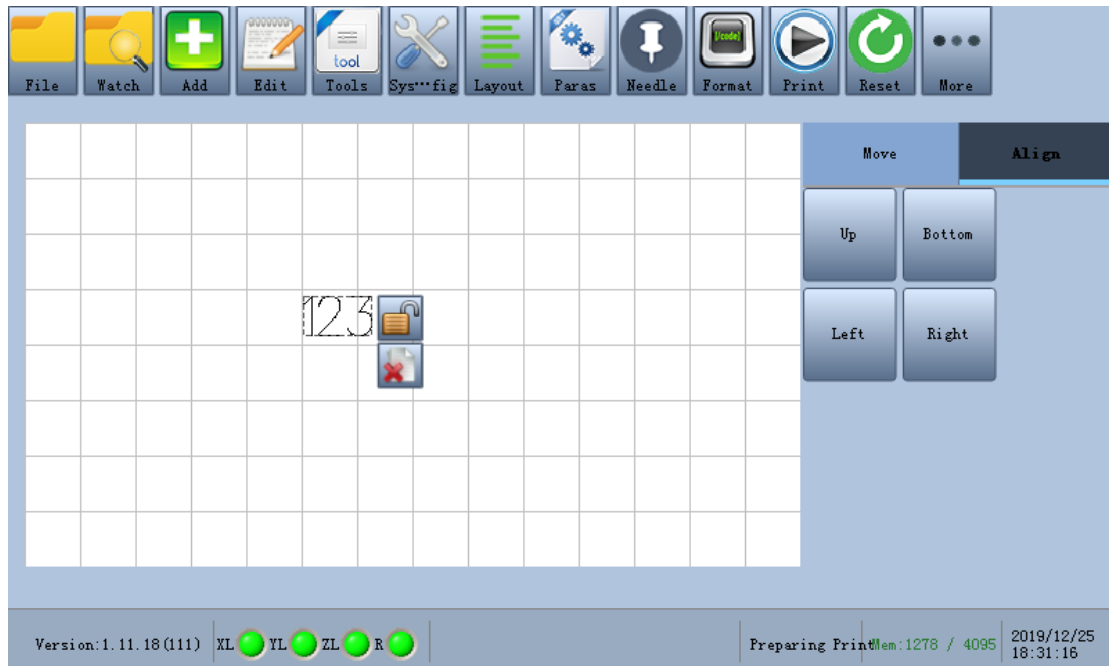 [Vcode]
tool
File Watch Add Edit Tools Sys···fig Layout Paras Needle Format Print Reset More
Move Align
Up Bottom
123
Left Right
Version:1.11.18(111) XL YL ZL R Preparing Print Mem:1278 / 4095 2019/12/25
18:31:16